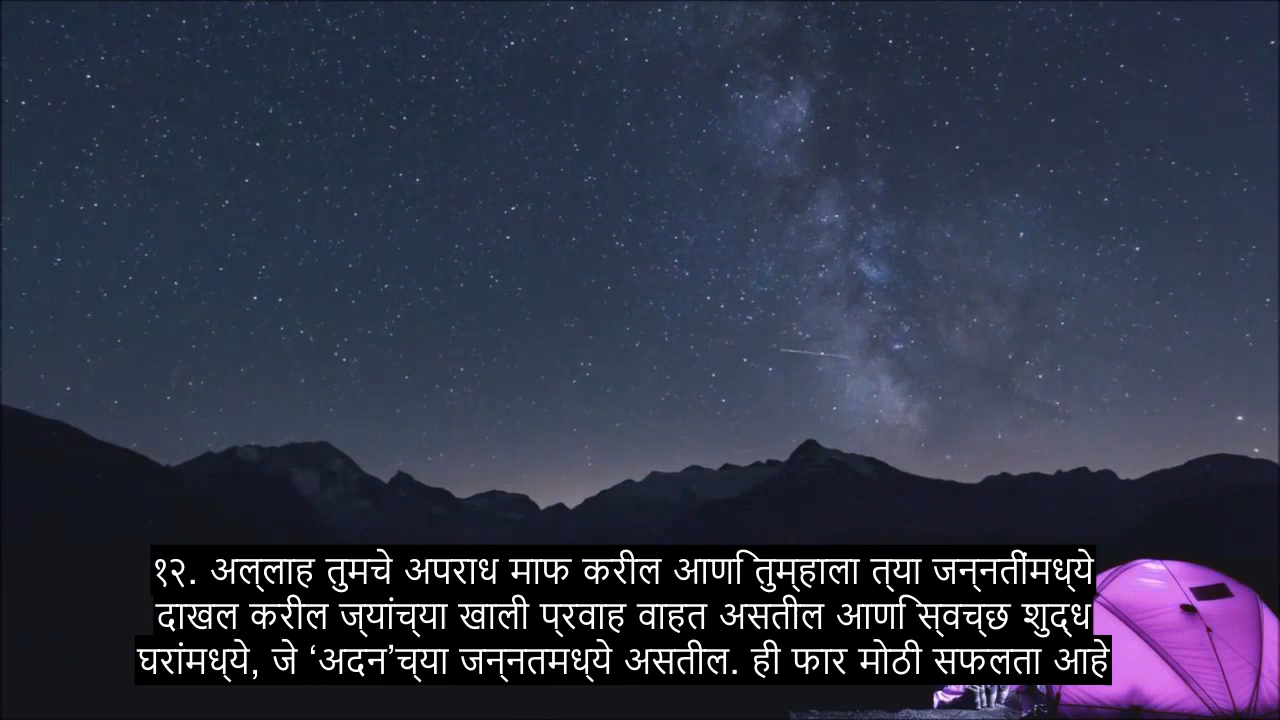 १२. अल्लाह तुमचे अपराध माफ करील आणि तुम्हाला त्या जन्नतींमध्ये
दाखल करील ज्यांच्या खाली प्रवाह वाहत असतील आणि स्वच्छ शुद्ध
घरांमध्ये, जे ‘अदन’च्या जन्नतमध्ये असतील. ही फार मोठी सफलता आहे